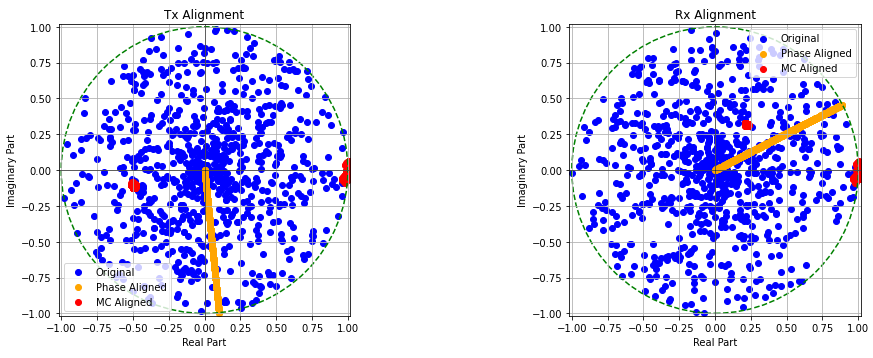 Tx Alignment
1.00
0.75
0.50
0.25
0.00
−0.25
−0.50
−0.75
−1.00
Imaginary Part
Original
Phase Aligned
MC Aligned
−1.00 −0.75 −0.50 −0.25 0.00 0.25 0.50 0.75 1.00
Real Part
Rx Alignment
1.00
0.75
0.50
0.25
0.00
−0.25
−0.50
−0.75
−1.00
Imaginary Part
Original
Phase Aligned
MC Aligned
−1.00 −0.75 −0.50 −0.25 0.00 0.25 0.50 0.75 1.00
Real Part